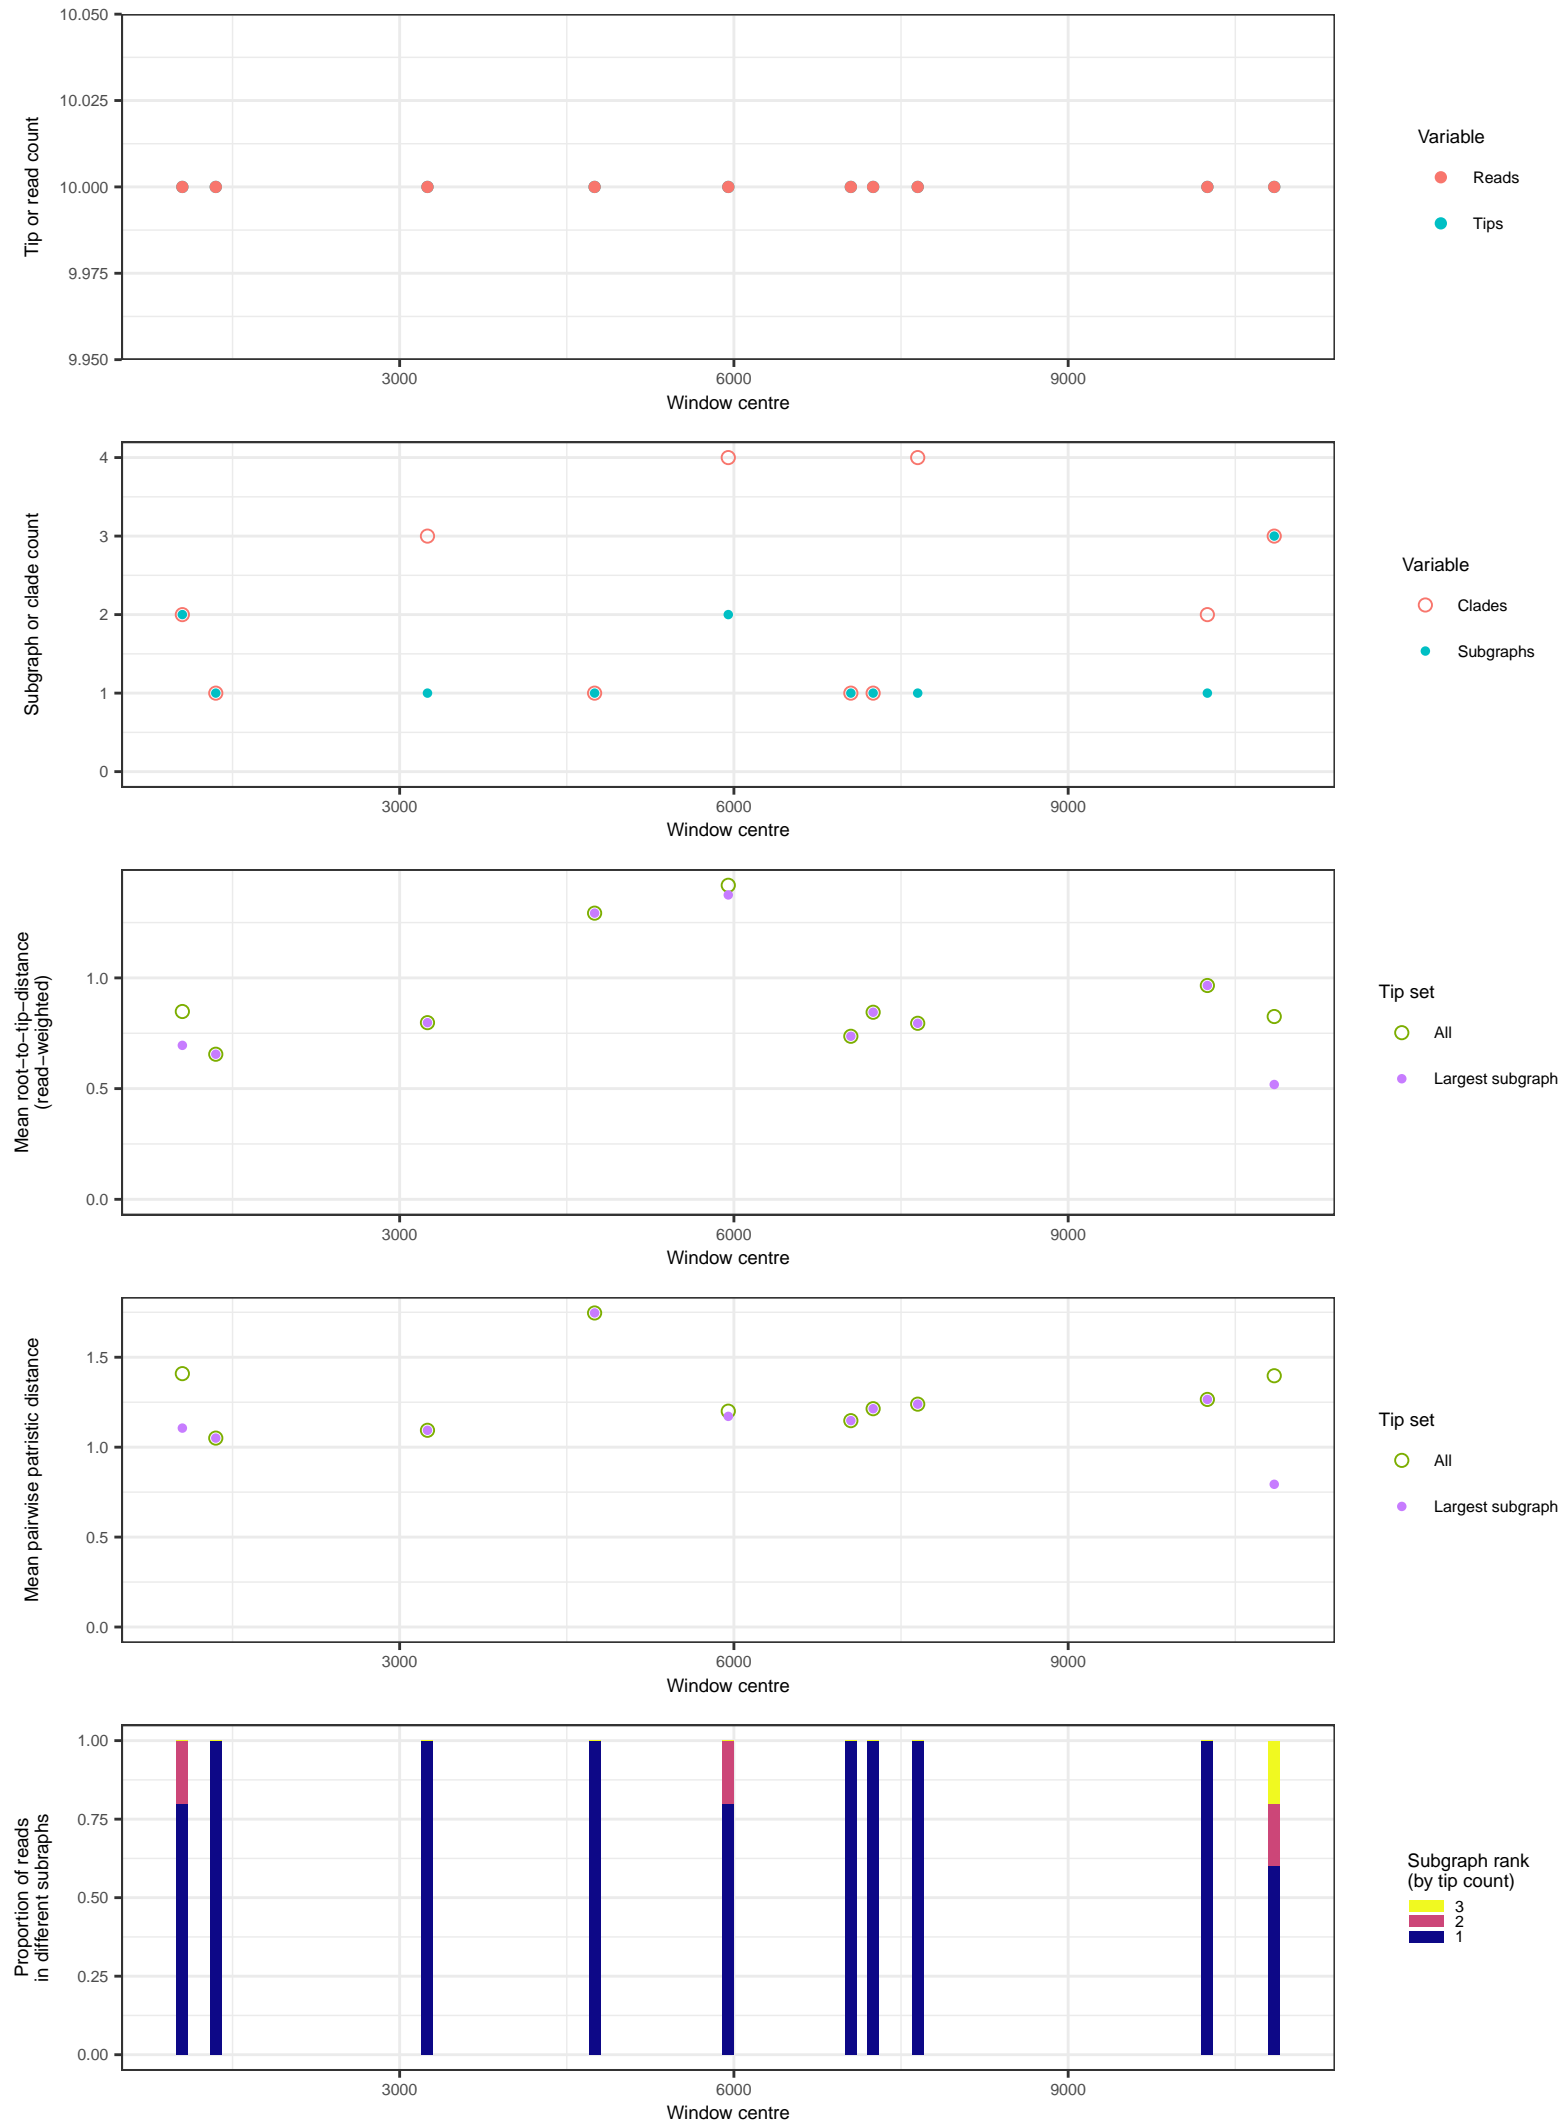 10.050
10.025
10.000
9.975
9.950
Tip or read count
3000
6000
9000
Window centre
Variable
Reads
Tips
4
3
2
1
0
Subgraph or clade count
3000
6000
9000
Window centre
Variable
Clades
Subgraphs
1.0
0.5
0.0
Mean root−to−tip−distance
(read−weighted)
3000
6000
9000
Window centre
Tip set
All
Largest subgraph
1.5
1.0
0.5
0.0
Mean pairwise patristic distance
3000
6000
9000
Window centre
Tip set
All
Largest subgraph
1.00
0.75
0.50
0.25
0.00
Proportion of reads
in different subraphs
3000
6000
9000
Window centre
Subgraph rank
(by tip count)
3
2
1